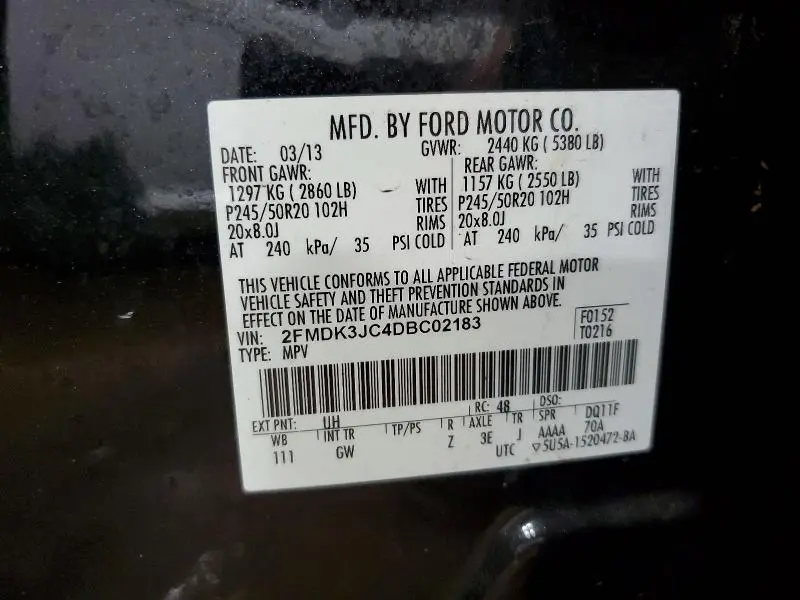 MFD. BY FORD MOTOR CO.
DATE: 03/13 GVWR: 2440 KG ( 5380 LB)
FRONT GAWR: REAR GAWR:
1297 KG ( 2860 LB) WITH 1157 KG ( 2550 LB) WITH
P245/50R20 102H TIRES P245/50R20 102H TIRES
20x8.0J RIMS 20x8.0J RIMS
AT 240 kPa/ 35 PSI COLD AT 240 kPa/ 35 PSI COLD
THIS VEHICLE CONFORMS TO ALL APPLICABLE FEDERAL MOTOR
VEHICLE SAFETY AND THEFT PREVENTION STANDARDS IN
EFFECT ON THE DATE OF MANUFACTURE SHOWN ABOVE.
VIN: 2FMDK3JC4DBC02183 F0152
TYPE: MPV T0216
EXT PNT: UH RC: 48 DSO:
WB INT TR TP/PS R AXLE TR SPR DQ11F
111 GW Z 3E J AAAA 70A
UTC ▽5U5A-1520472-BA